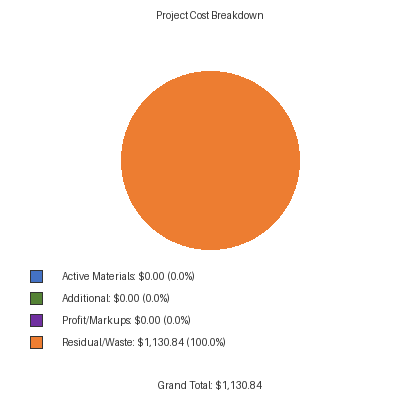 Project Cost Breakdown
Active Materials: $0.00 (0.0%)
Additional: $0.00 (0.0%)
Profit/Markups: $0.00 (0.0%)
Residual/Waste: $1,130.84 (100.0%)
Grand Total: $1,130.84